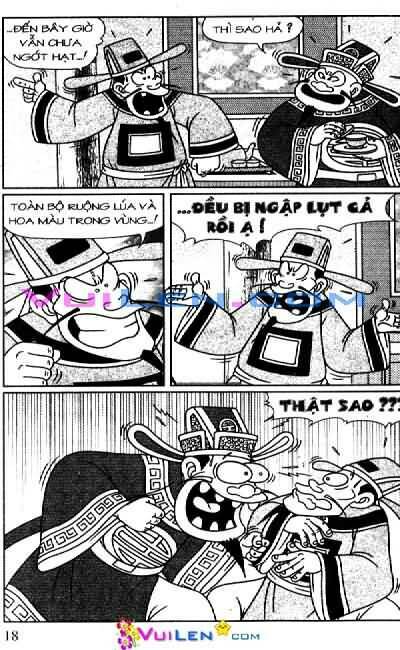 ...ĐẾN BÂY GIỜ
VẪN CHƯA
NGỚT HẠT...!
THÌ SAO HẢ?
TOÀN BỘ RUỘNG LÚA VÀ
HOA MÀU TRONG VÙNG...!
...ĐỀU BỊ NGẬP LỤT CẢ
RỒI Ạ!
VUILEN.COM
THẬT SAO???
18
VUILEN.COM